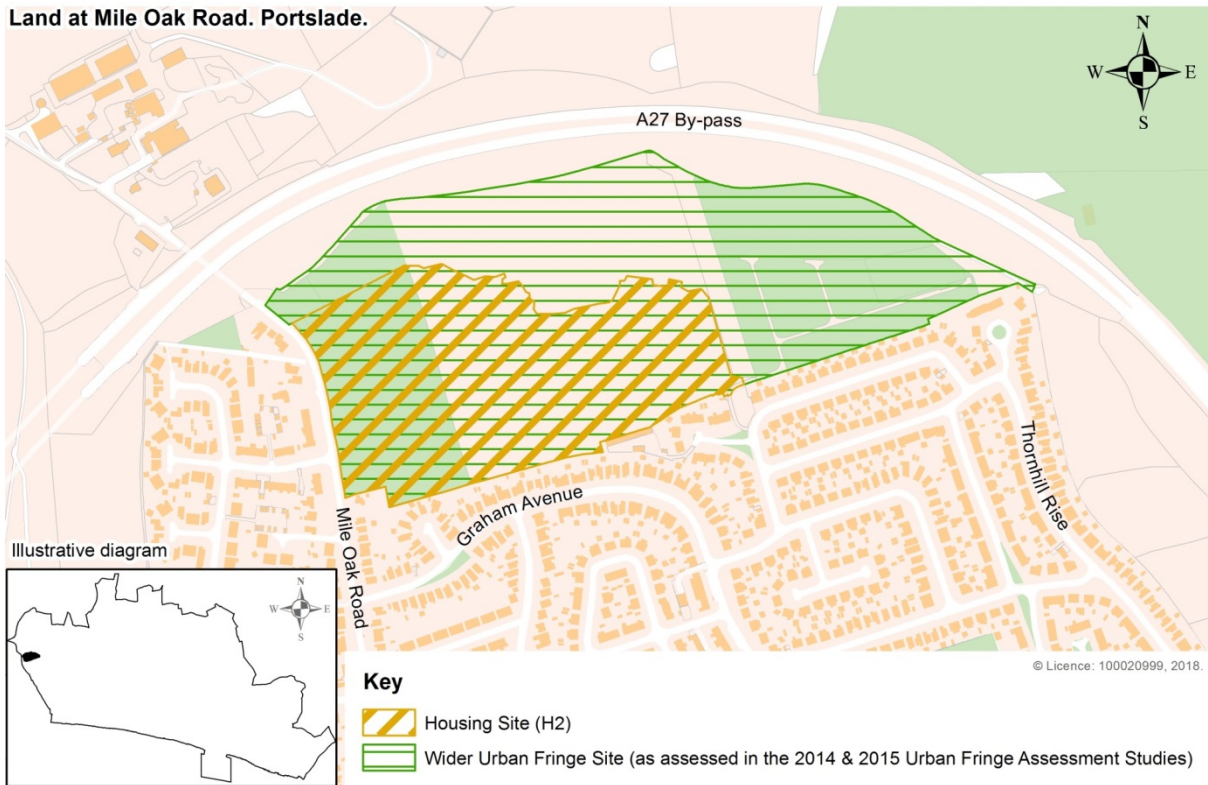 Land at Mile Oak Road. Portslade.
N
W E
S
A27 By-pass
Thornhill Rise
Graham Avenue
Mile Oak Road
Illustrative diagram
N
W E
S
© Licence: 100020999, 2018.
Key
Housing Site (H2)
Wider Urban Fringe Site (as assessed in the 2014 & 2015 Urban Fringe Assessment Studies)